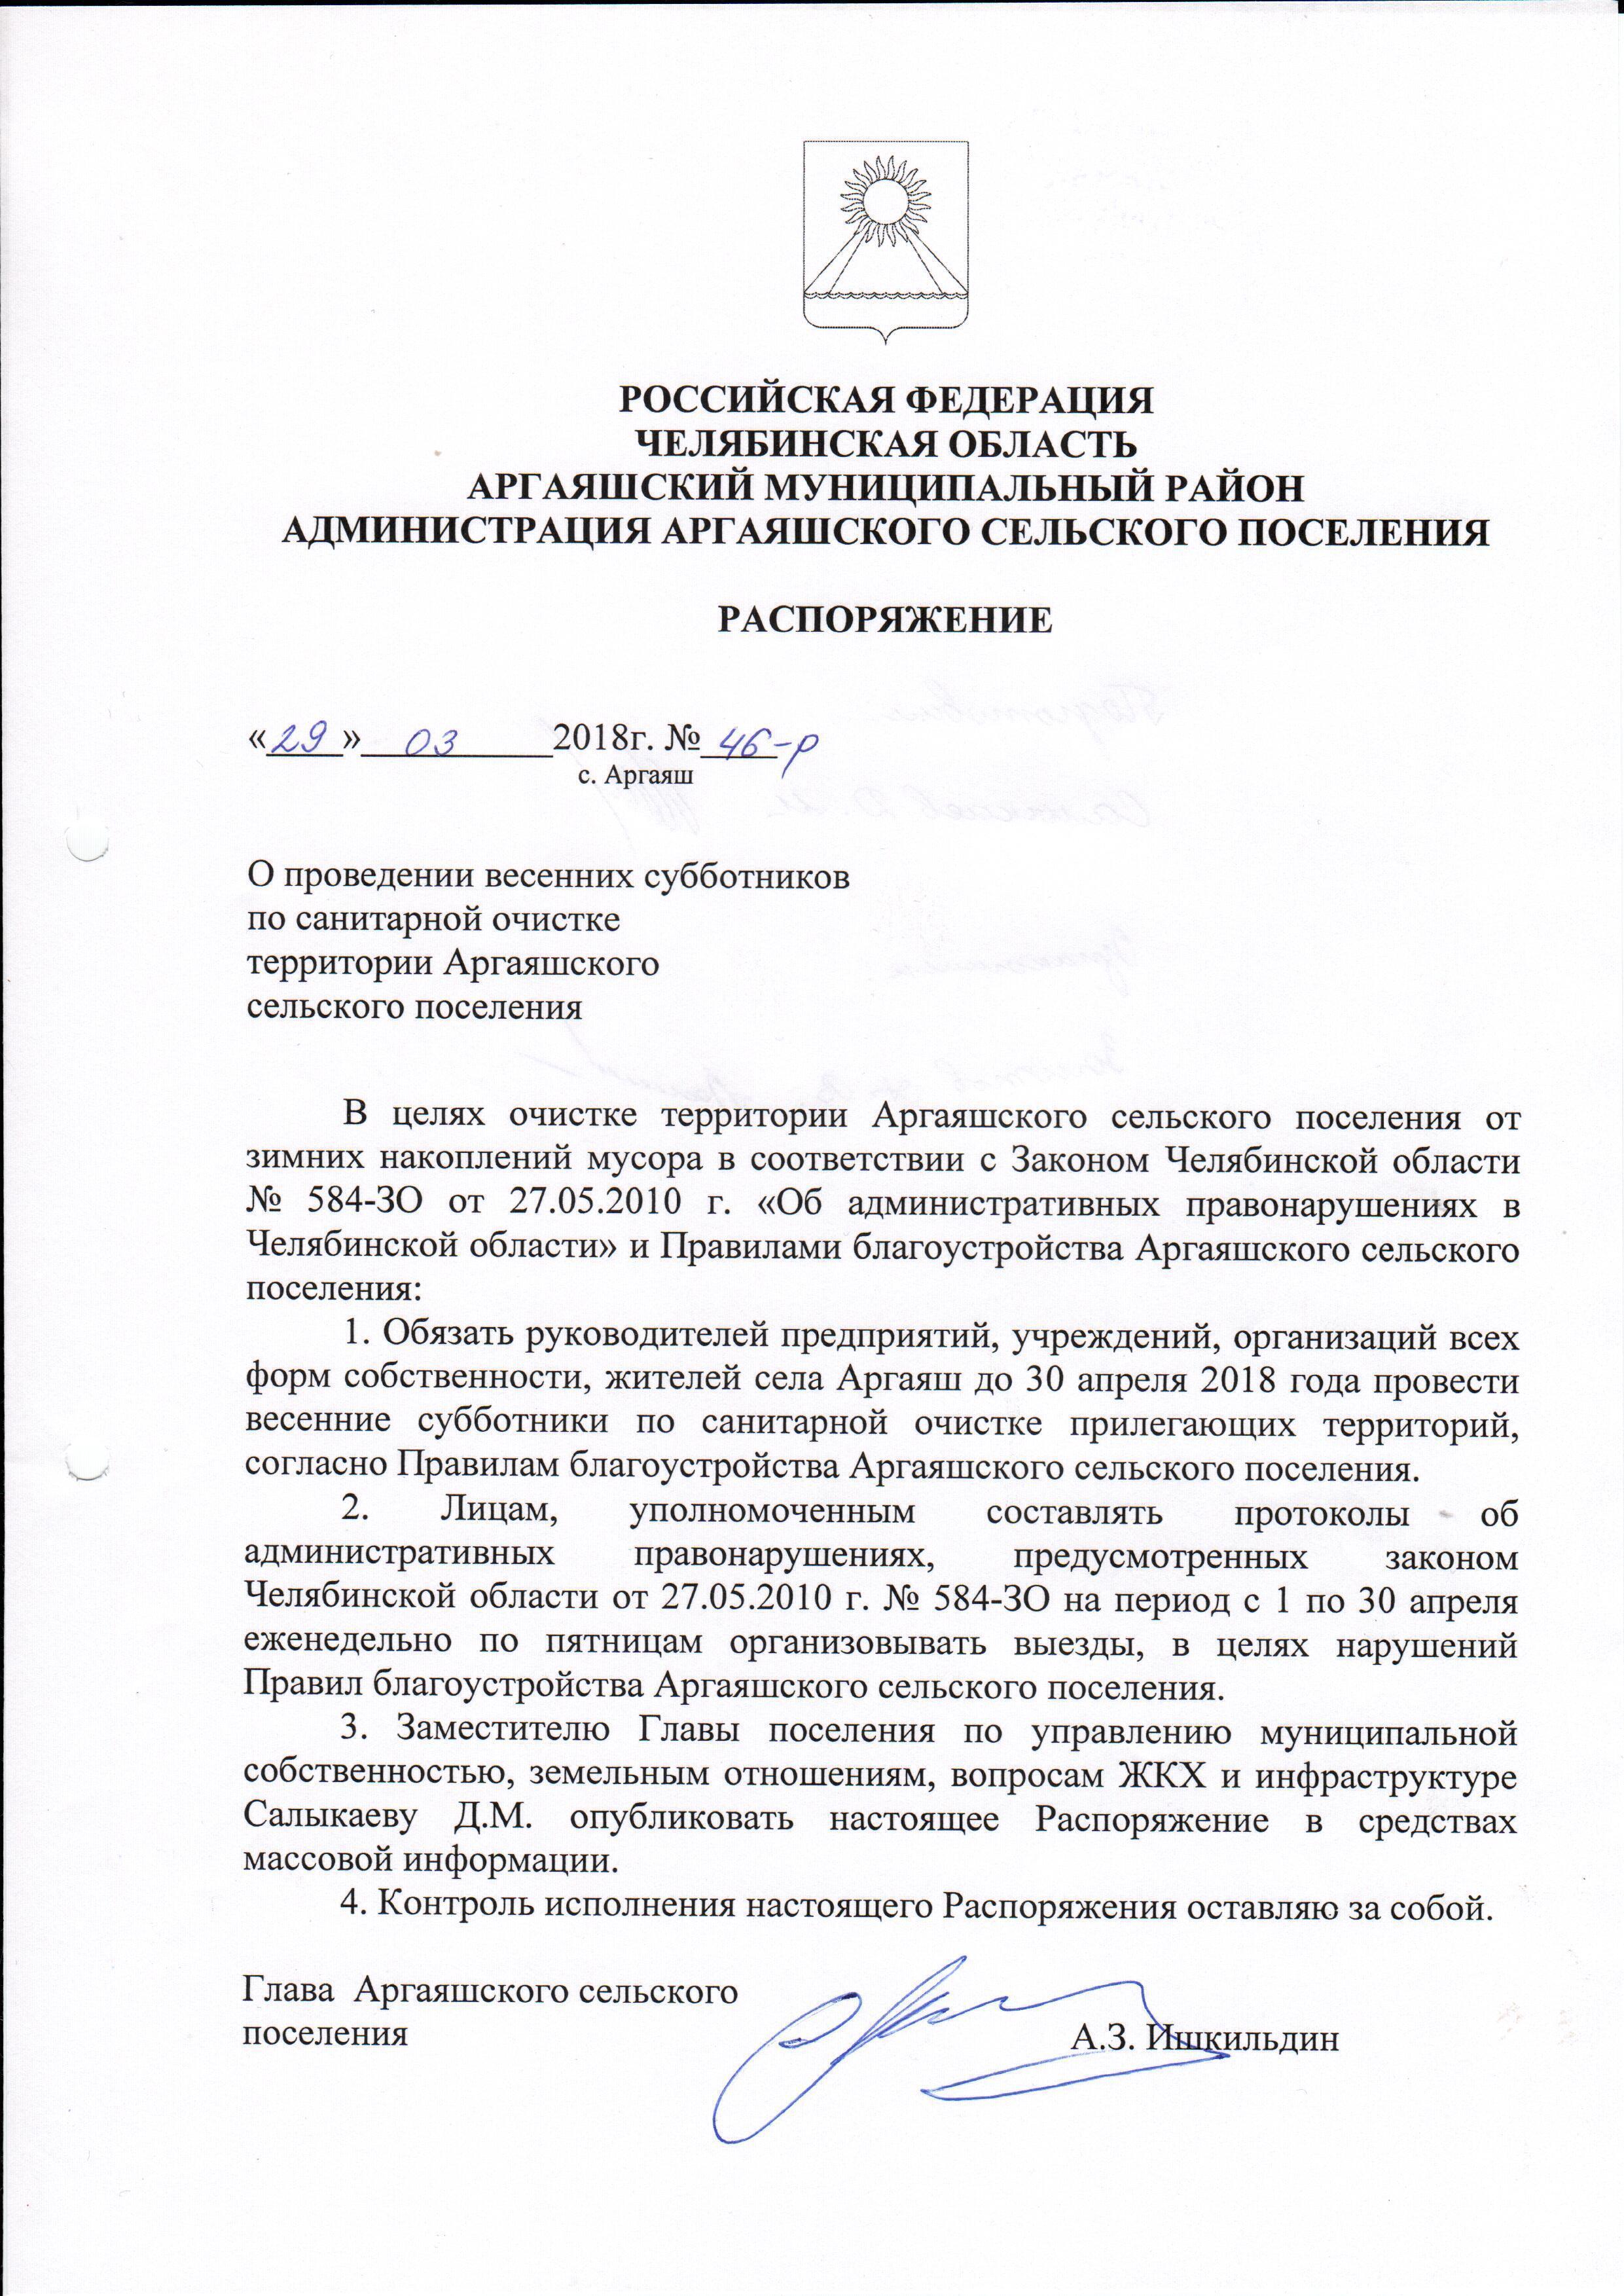 РОССИЙСКАЯ ФЕДЕРАЦИЯ
ЧЕЛЯБИНСКАЯ ОБЛАСТЬ
АРГАЯШСКИЙ МУНИЦИПАЛЬНЫЙ РАЙОН
АДМИНИСТРАЦИЯ АРГАЯШСКОГО СЕЛЬСКОГО ПОСЕЛЕНИЯ
РАСПОРЯЖЕНИЕ
«29» 03 2018г. № 46-р
с. Аргаяш
О проведении весенних субботников
по санитарной очистке
территории Аргаяшского
сельского поселения
В целях очистке территории Аргаяшского сельского поселения от
зимних накоплений мусора в соответствии с Законом Челябинской области
№ 584-ЗО от 27.05.2010 г. «Об административных правонарушениях в
Челябинской области» и Правилами благоустройства Аргаяшского сельского
поселения:
1. Обязать руководителей предприятий, учреждений, организаций всех
форм собственности, жителей села Аргаяш до 30 апреля 2018 года провести
весенние субботники по санитарной очистке прилегающих территорий,
согласно Правилам благоустройства Аргаяшского сельского поселения.
2. Лицам, уполномоченным составлять протоколы об
административных правонарушениях, предусмотренных законом
Челябинской области от 27.05.2010 г. № 584-ЗО на период с 1 по 30 апреля
еженедельно по пятницам организовывать выезды, в целях нарушений
Правил благоустройства Аргаяшского сельского поселения.
3. Заместителю Главы поселения по управлению муниципальной
собственностью, земельным отношениям, вопросам ЖКХ и инфраструктуре
Салыкаеву Д.М. опубликовать настоящее Распоряжение в средствах
массовой информации.
4. Контроль исполнения настоящего Распоряжения оставляю за собой.
Глава Аргаяшского сельского
поселения А.З. Ишкильдин